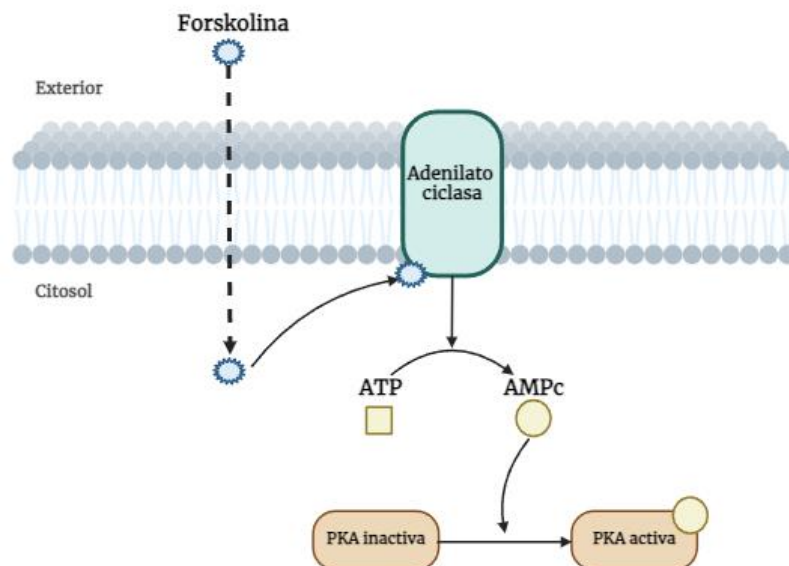 Forskolina
Exterior
Adenilato
ciclasa
Citosol
ATP
AMPc
PKA inactiva
PKA activa